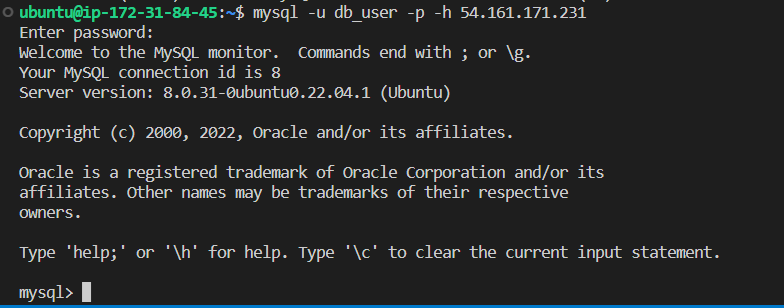 ubuntu@ip-172-31-84-45:~$ mysql -u db_user -p -h 54.161.171.231
Enter password:
Welcome to the MySQL monitor.  Commands end with ; or \g.
Your MySQL connection id is 8
Server version: 8.0.31-0ubuntu0.22.04.1 (Ubuntu)

Copyright (c) 2000, 2022, Oracle and/or its affiliates.

Oracle is a registered trademark of Oracle Corporation and/or its
affiliates. Other names may be trademarks of their respective
owners.

Type 'help;' or '\h' for help. Type '\c' to clear the current input statement.

mysql>